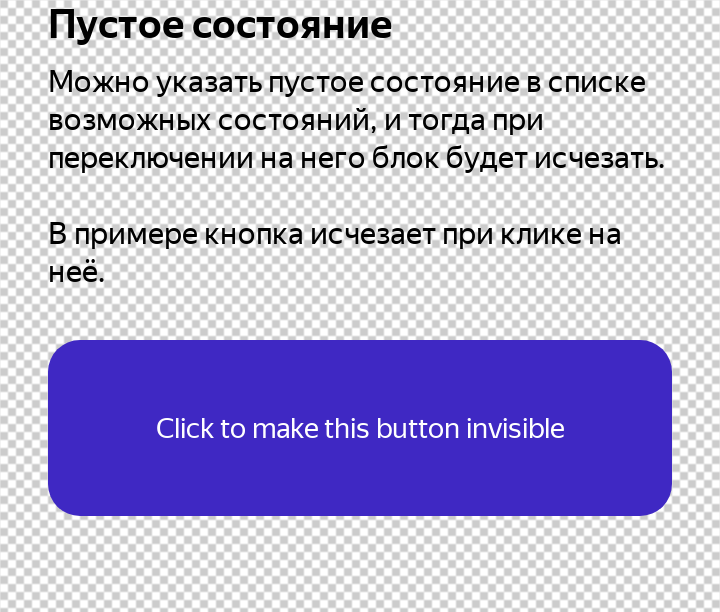 Пустое состояние
Можно указать пустое состояние в списке
возможных состояний, и тогда при
переключении на него блок будет исчезать.
В примере кнопка исчезает при клике на
неё.
Click to make this button invisible